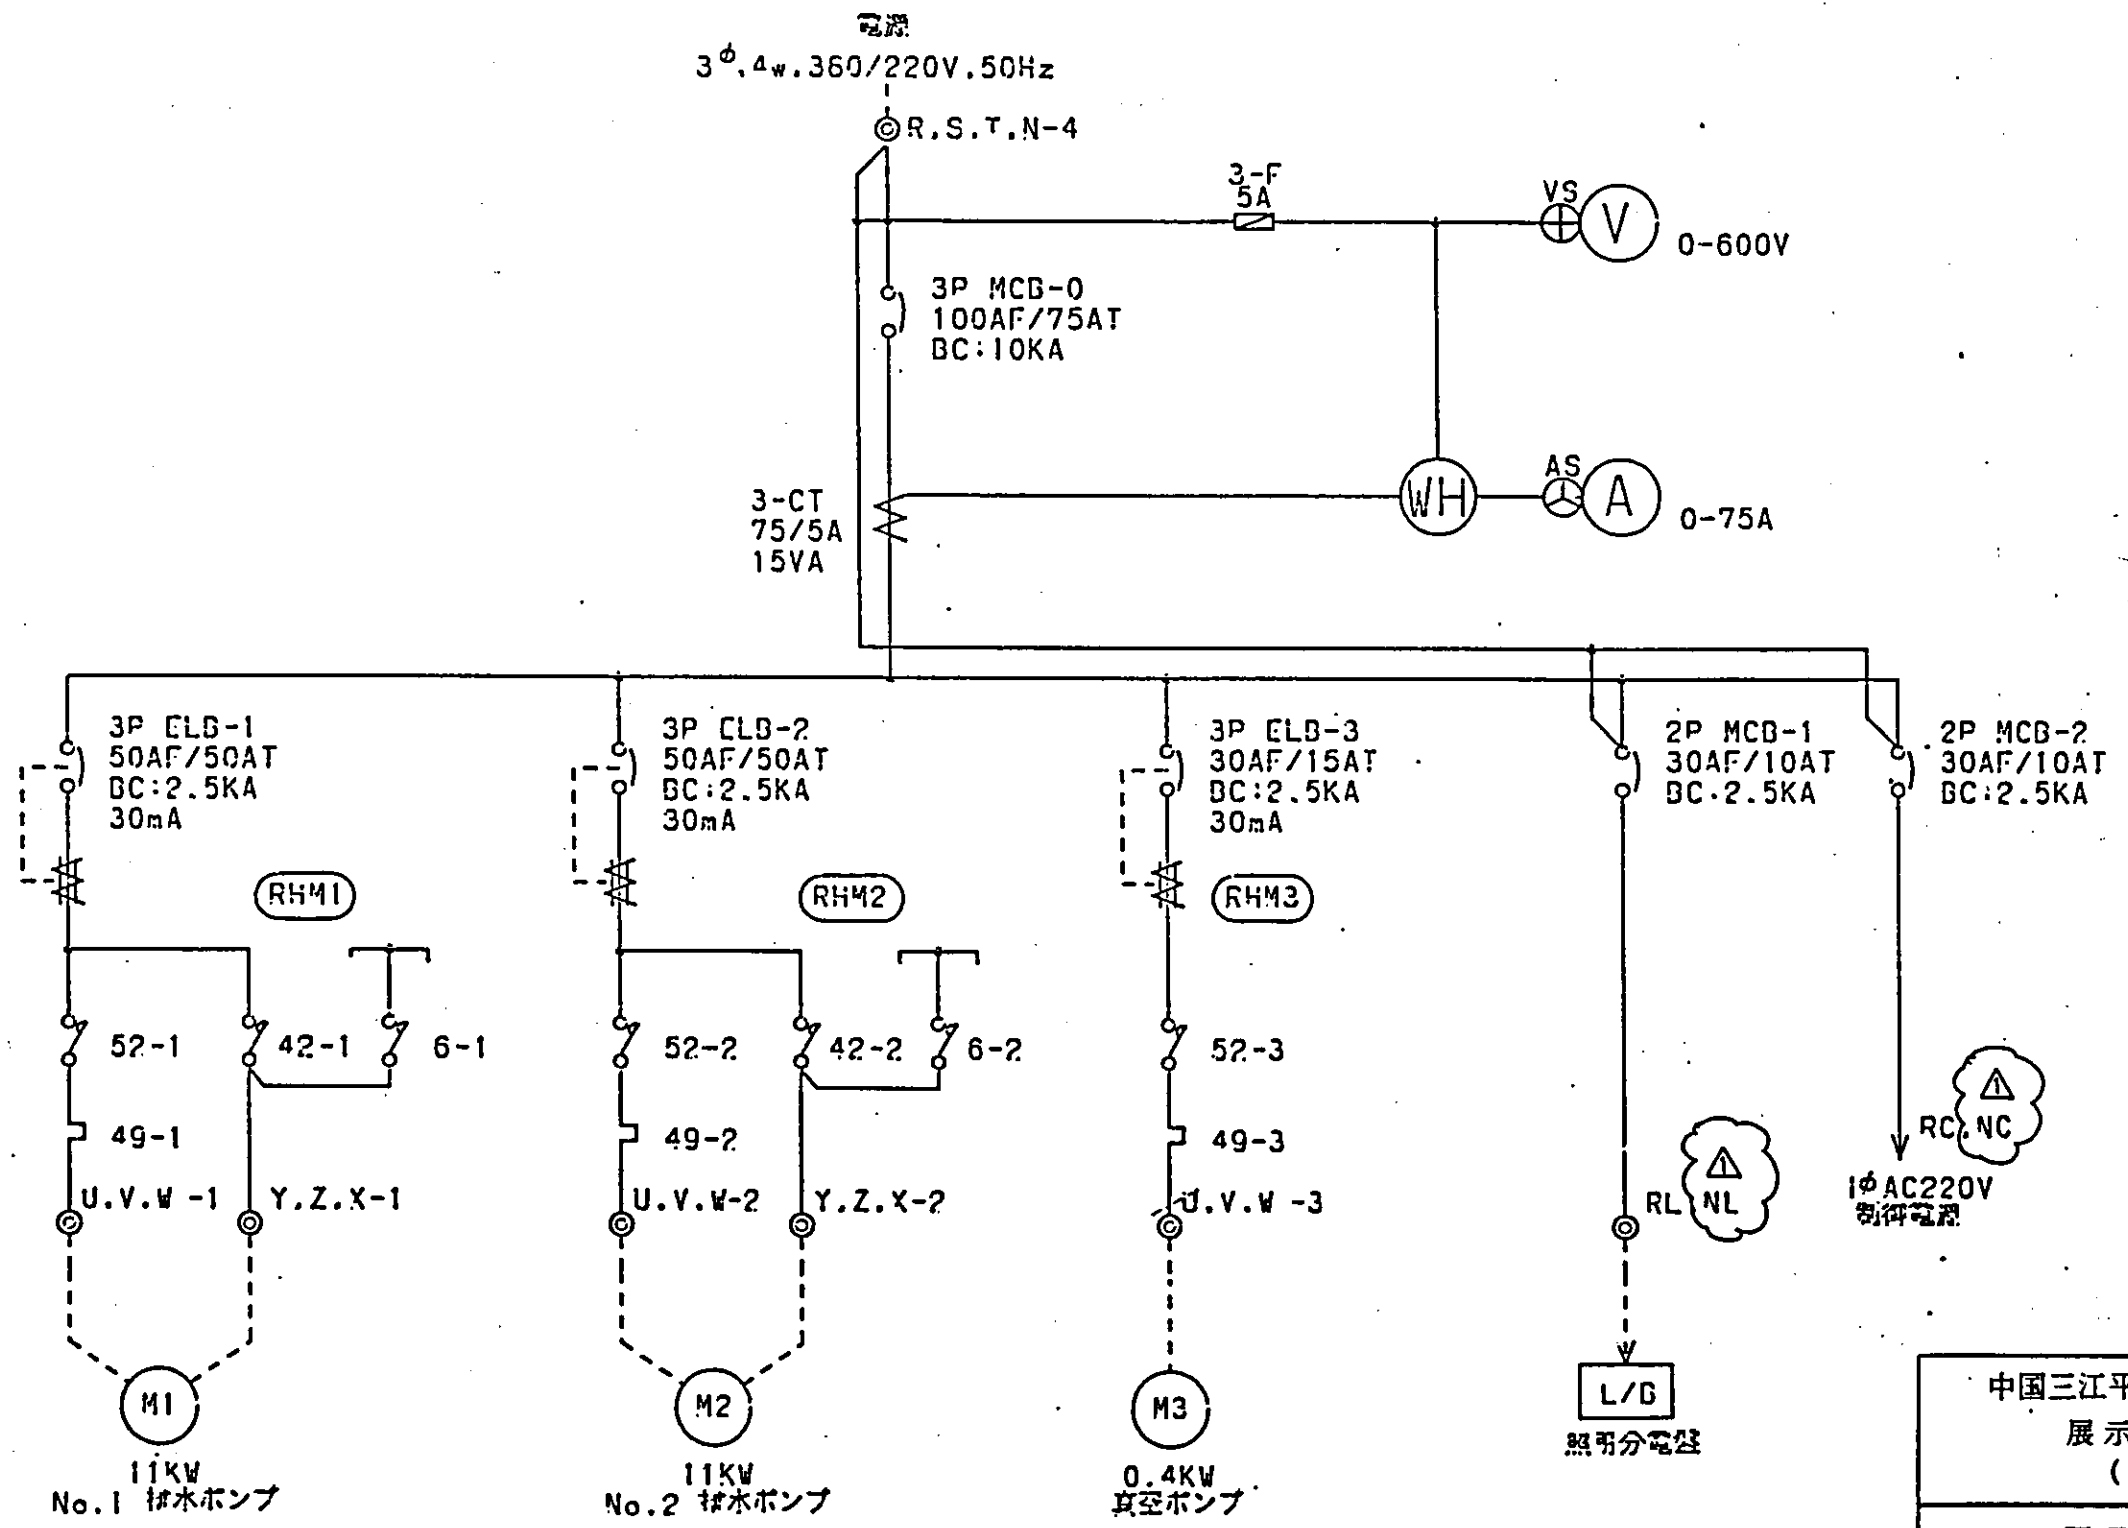 電源
3φ.4w.380/220V.50Hz
R.S.T.N-4
3-F
5A
VS
V
0-600V
3P MCB-0
100AF/75AT
BC:10KA
3-CT
75/5A
15VA
WH
AS
A
0-75A
3P ELB-1
50AF/50AT
BC:2.5KA
30mA
3P ELB-2
50AF/50AT
BC:2.5KA
30mA
3P ELB-3
30AF/15AT
BC:2.5KA
30mA
2P MCB-1
30AF/10AT
BC:2.5KA
2P MCB-2
30AF/10AT
BC:2.5KA
RHM1
RHM2
RHM3
52-1
42-1
6-1
52-2
42-2
6-2
52-3
49-1
49-2
49-3
1
RC.NC
1
RL NL
U.V.W -1
Y.Z.X-1
U.V.W-2
Y.Z.X-2
U.V.W -3
1φAC220V
制御電源
M1
M2
M3
L/B
照明分電盤
11KW
No.1 排水ポンプ
11KW
No.2 排水ポンプ
0.4KW
真空ポンプ
中国三江平
展示
(